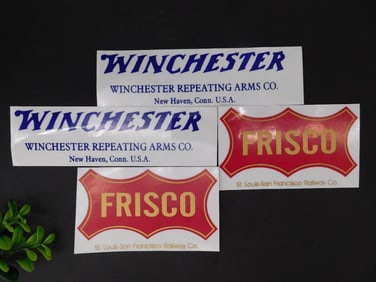 WINCHESTER
WINCHESTER REPEATING ARMS CO.
New Haven, Conn. U.S.A.
WINCHESTER
WINCHESTER REPEATING ARMS CO.
New Haven, Conn. U.S.A.
FRISCO
St. Louis-San Francisco Railway Co.
FRISCO
St. Louis-San Francisco Railway Co.